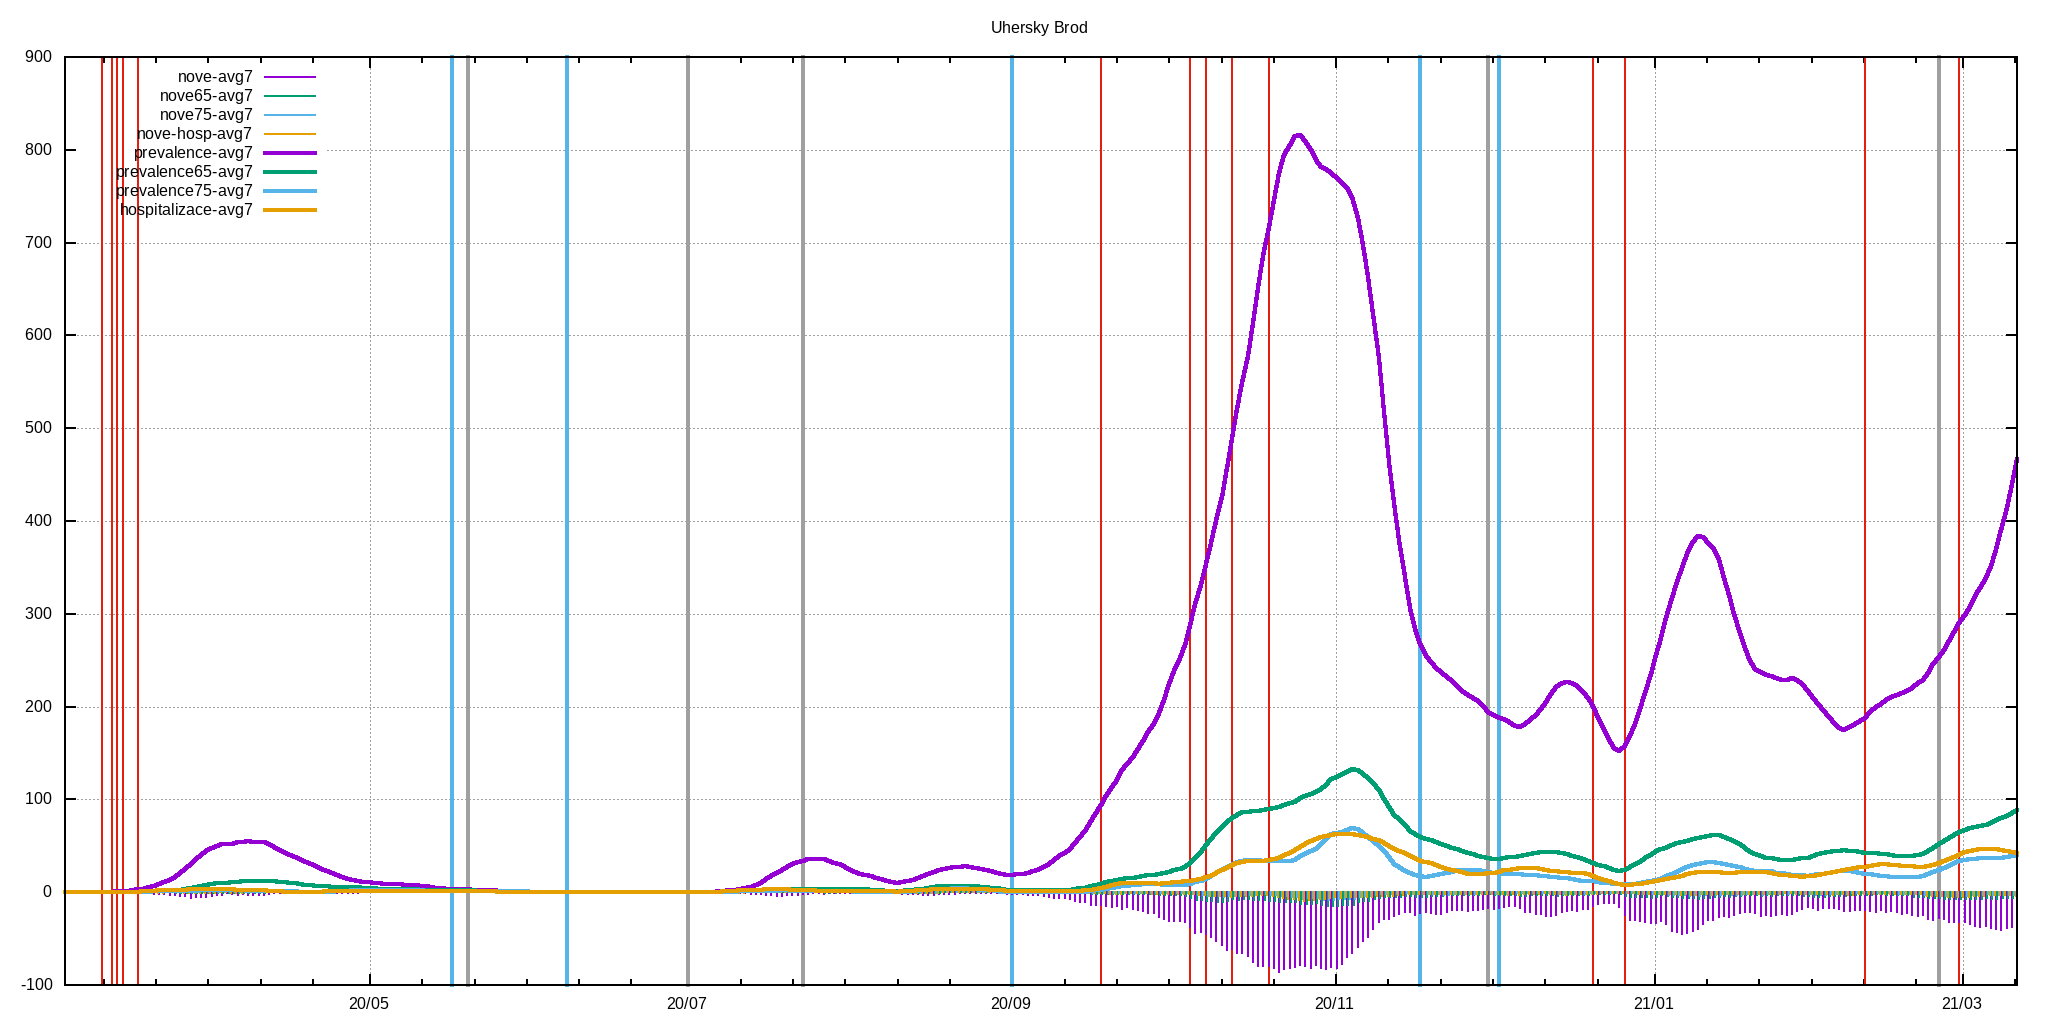 Uhersky Brod
900
800
700
600
500
400
300
200
100
0
-100
nove-avg7
nove65-avg7
nove75-avg7
nove-hosp-avg7
prevalence-avg7
prevalence65-avg7
prevalence75-avg7
hospitalizace-avg7
20/05
20/07
20/09
20/11
21/01
21/03